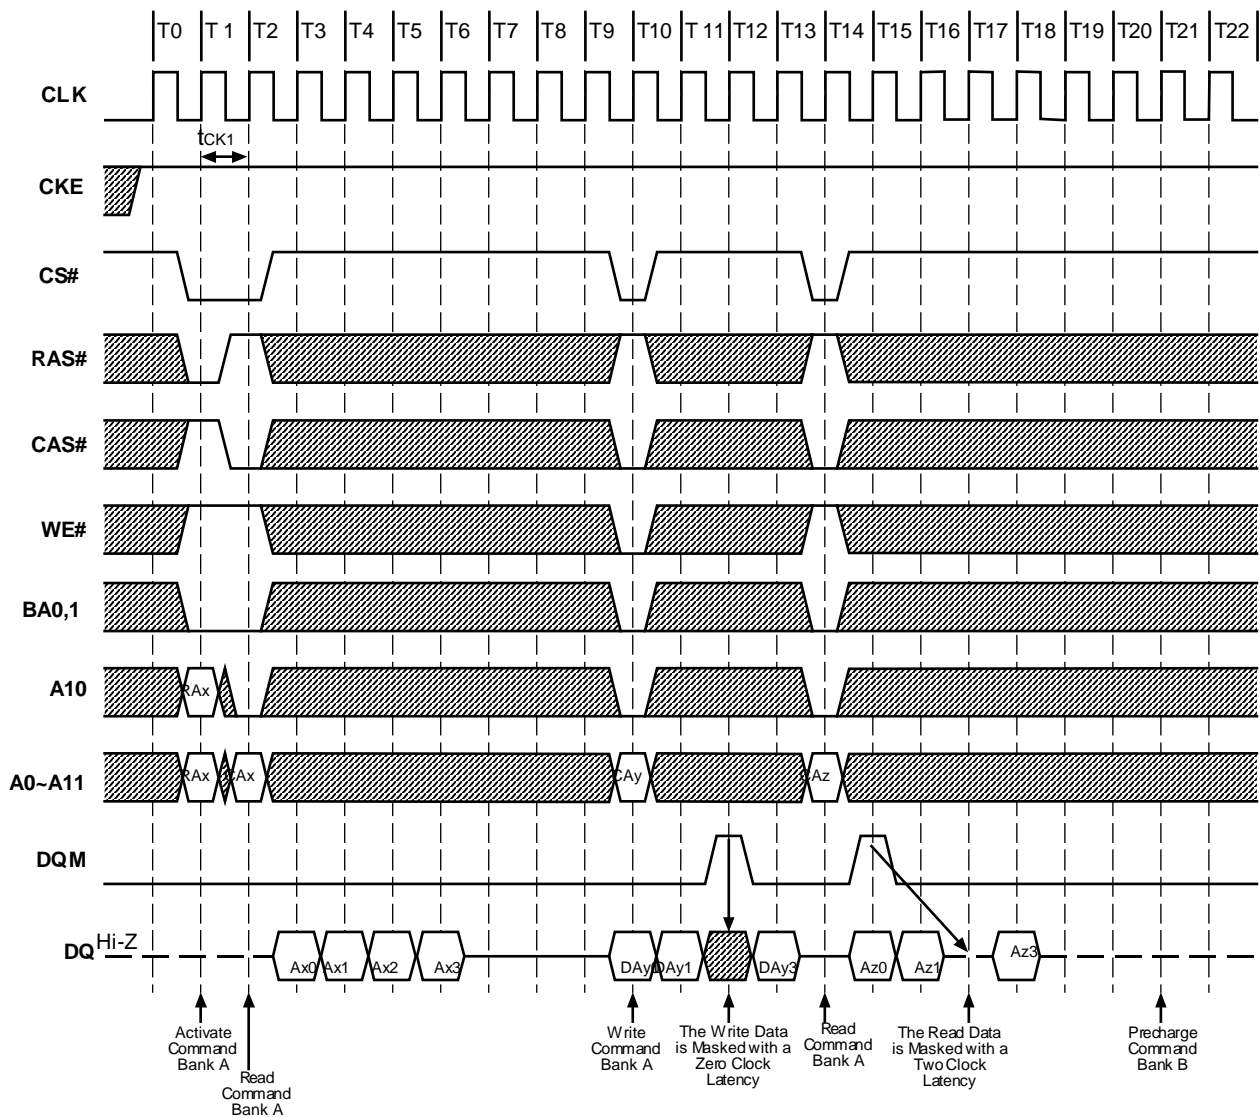 T0 T 1 T2 T3 T4 T5 T6 T7 T8 T9 T10 T 11 T12 T13 T14 T15 T16 T17 T18 T19 T20 T21 T22
CLK
tCK1
CKE
CS#
RAS#
CAS#
WE#
BA0,1
A10 RAx
A0~A11 RAx CAx CAy Az
DQM
Hi-Z
DQ Ax0 Ax1 Ax2 Ax3 DAy DAy1 DAy3 Az0 Az1 Az3
Activate
Command
Bank A
Read
Command
Bank A
Write
Command
Bank A
The Write Data
is Masked with a
Zero Clock
Latency
Read
Command
Bank A
The Read Data
is Masked with a
Two Clock
Latency
Precharge
Command
Bank B